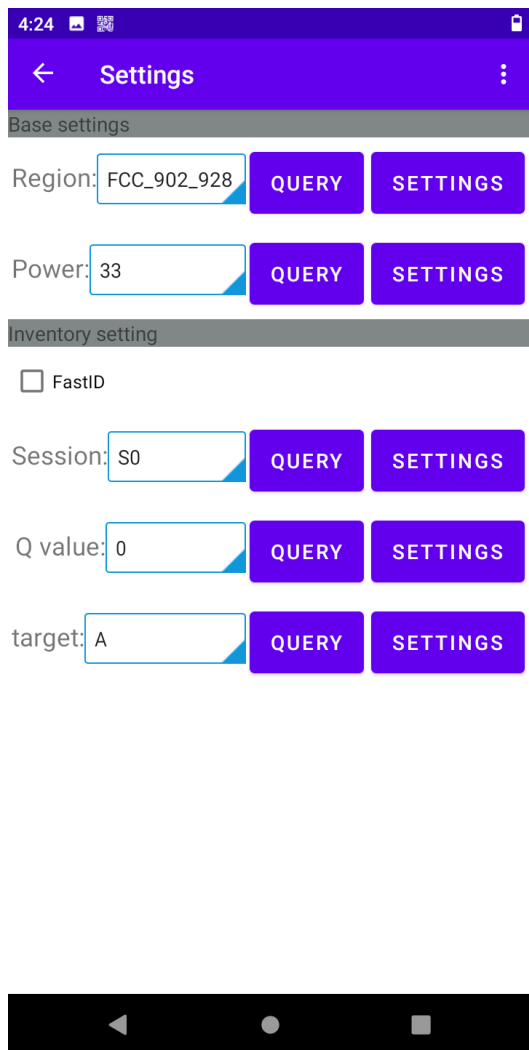 4:24
Settings
Base settings
Region: FCC_902_928 QUERY SETTINGS
Power: 33 QUERY SETTINGS
Inventory setting
FastID
Session: S0 QUERY SETTINGS
Q value: 0 QUERY SETTINGS
target: A QUERY SETTINGS